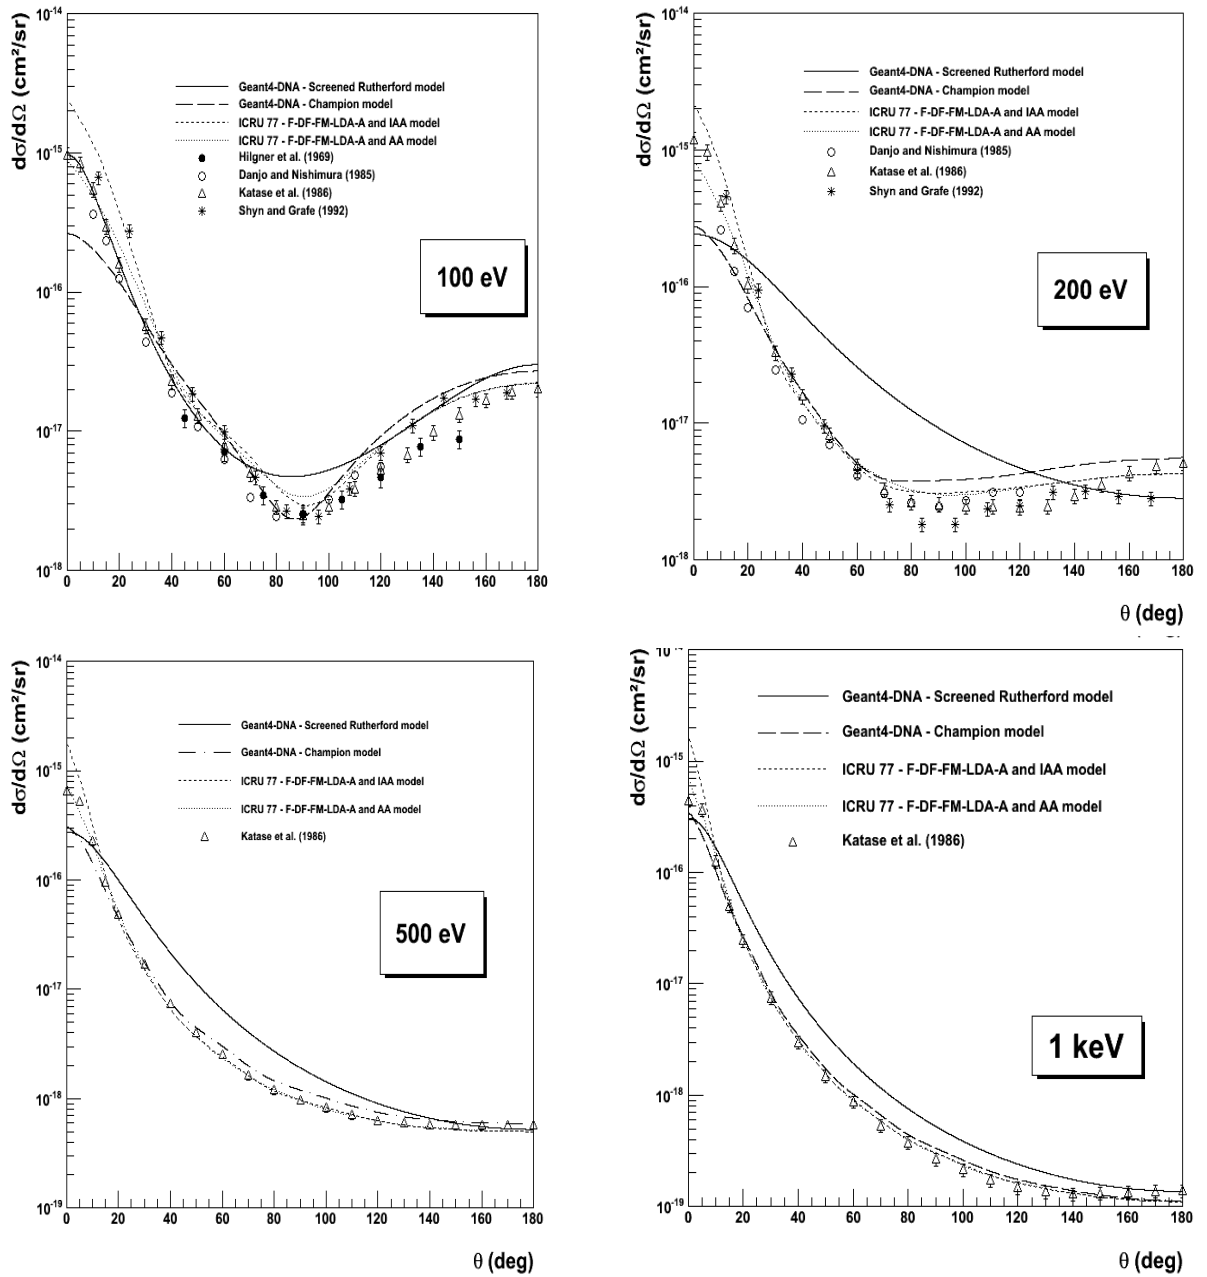 dσ/dΩ (cm²/sr)
10⁻¹⁴
Geant4-DNA - Screened Rutherford model
Geant4-DNA - Champion model
ICRU 77 - F-DF-FM-LDA-A and IAA model
ICRU 77 - F-DF-FM-LDA-A and AA model
Hilgner et al. (1969)
Danjo and Nishimura (1985)
Katase et al. (1986)
Shyn and Grafe (1992)
10⁻¹⁵
100 eV
10⁻¹⁶
10⁻¹⁷
10⁻¹⁸
0 20 40 60 80 100 120 140 160 180
dσ/dΩ (cm²/sr)
10⁻¹⁴
Geant4-DNA - Screened Rutherford model
Geant4-DNA - Champion model
ICRU 77 - F-DF-FM-LDA-A and IAA model
ICRU 77 - F-DF-FM-LDA-A and AA model
Danjo and Nishimura (1985)
Katase et al. (1986)
Shyn and Grafe (1992)
10⁻¹⁵
200 eV
10⁻¹⁶
10⁻¹⁷
10⁻¹⁸
0 20 40 60 80 100 120 140 160 180
θ (deg)
dσ/dΩ (cm²/sr)
10⁻¹⁴
Geant4-DNA - Screened Rutherford model
Geant4-DNA - Champion model
ICRU 77 - F-DF-FM-LDA-A and IAA model
ICRU 77 - F-DF-FM-LDA-A and AA model
Katase et al. (1986)
10⁻¹⁵
10⁻¹⁶
500 eV
10⁻¹⁷
10⁻¹⁸
10⁻¹⁹
0 20 40 60 80 100 120 140 160 180
θ (deg)
dσ/dΩ (cm²/sr)
10⁻¹⁴
Geant4-DNA - Screened Rutherford model
Geant4-DNA - Champion model
ICRU 77 - F-DF-FM-LDA-A and IAA model
ICRU 77 - F-DF-FM-LDA-A and AA model
Katase et al. (1986)
10⁻¹⁵
10⁻¹⁶
10⁻¹⁷
1 keV
10⁻¹⁸
10⁻¹⁹
0 20 40 60 80 100 120 140 160 180
θ (deg)